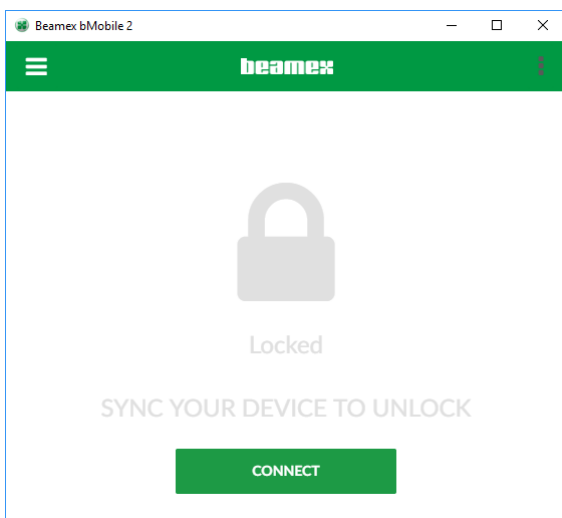 Beamex bMobile 2
beamex
Locked
SYNC YOUR DEVICE TO UNLOCK
CONNECT